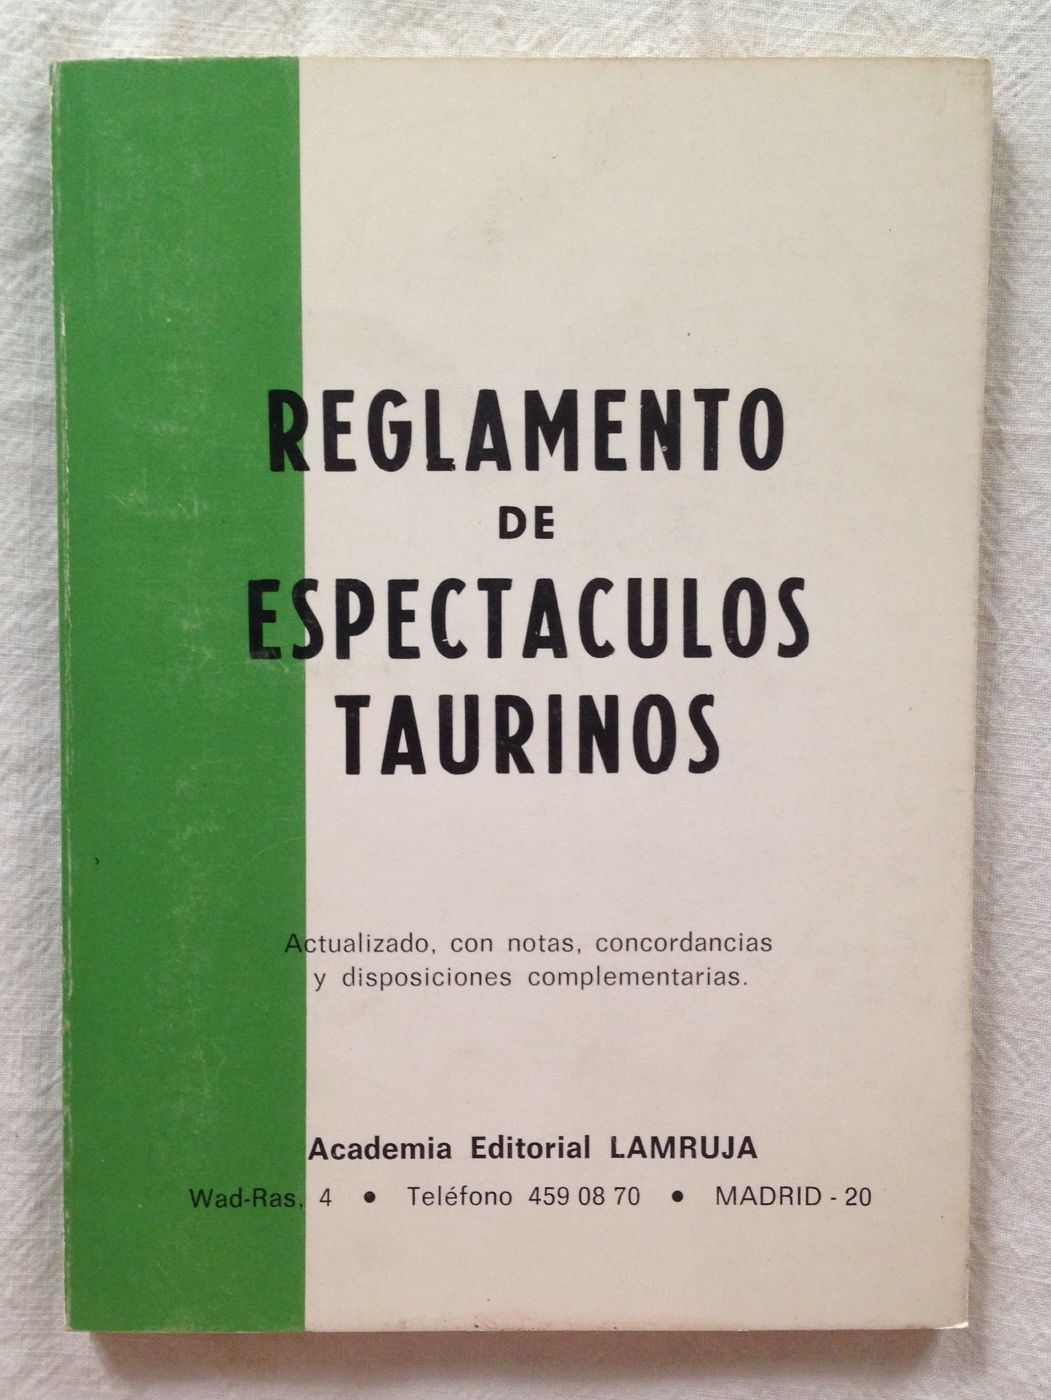 REGLAMENTO
DE
ESPECTACULOS
TAURINOS
Actualizado, con notas, concordancias
y disposiciones complementarias.
Academia Editorial LAMRUJA
Wad-Ras, 4 • Teléfono 459 08 70 • MADRID - 20